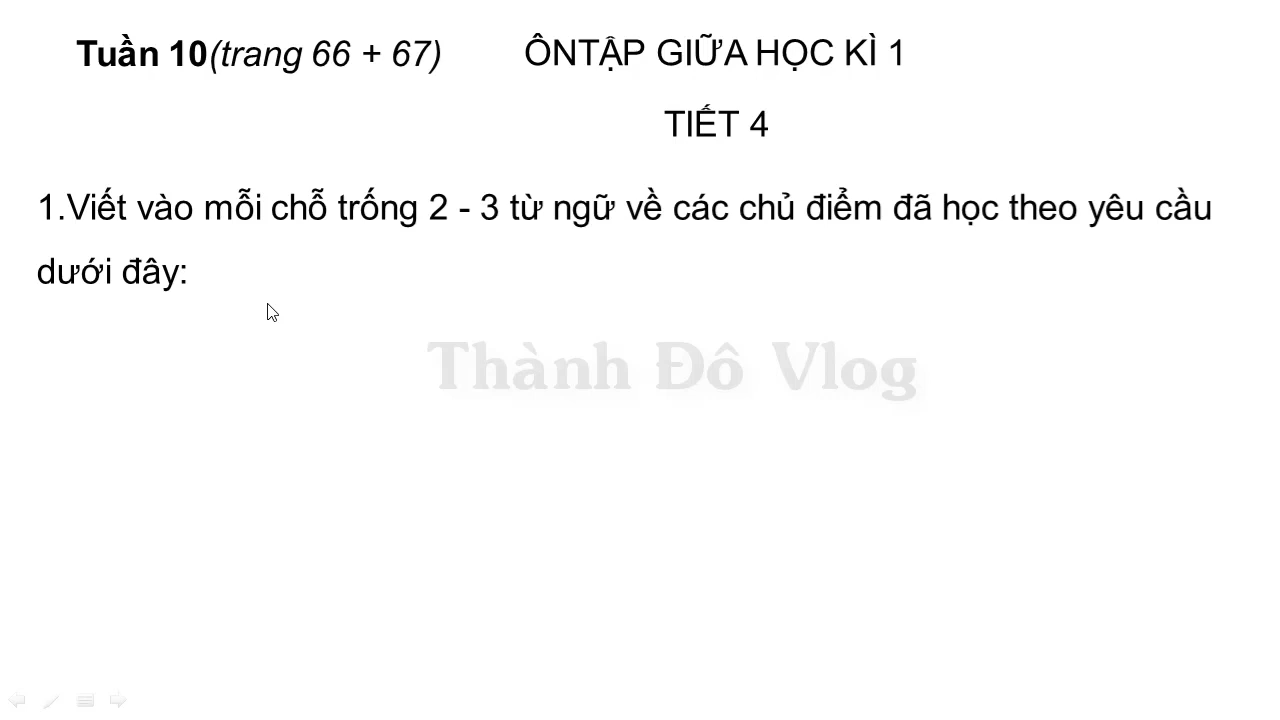 Tuần 10(trang 66 + 67) ÔNTẬP GIỮA HỌC KÌ 1
TIẾT 4
1.Viết vào mỗi chỗ trống 2 - 3 từ ngữ về các chủ điểm đã học theo yêu cầu
dưới đây:
Thành Đô Vlog